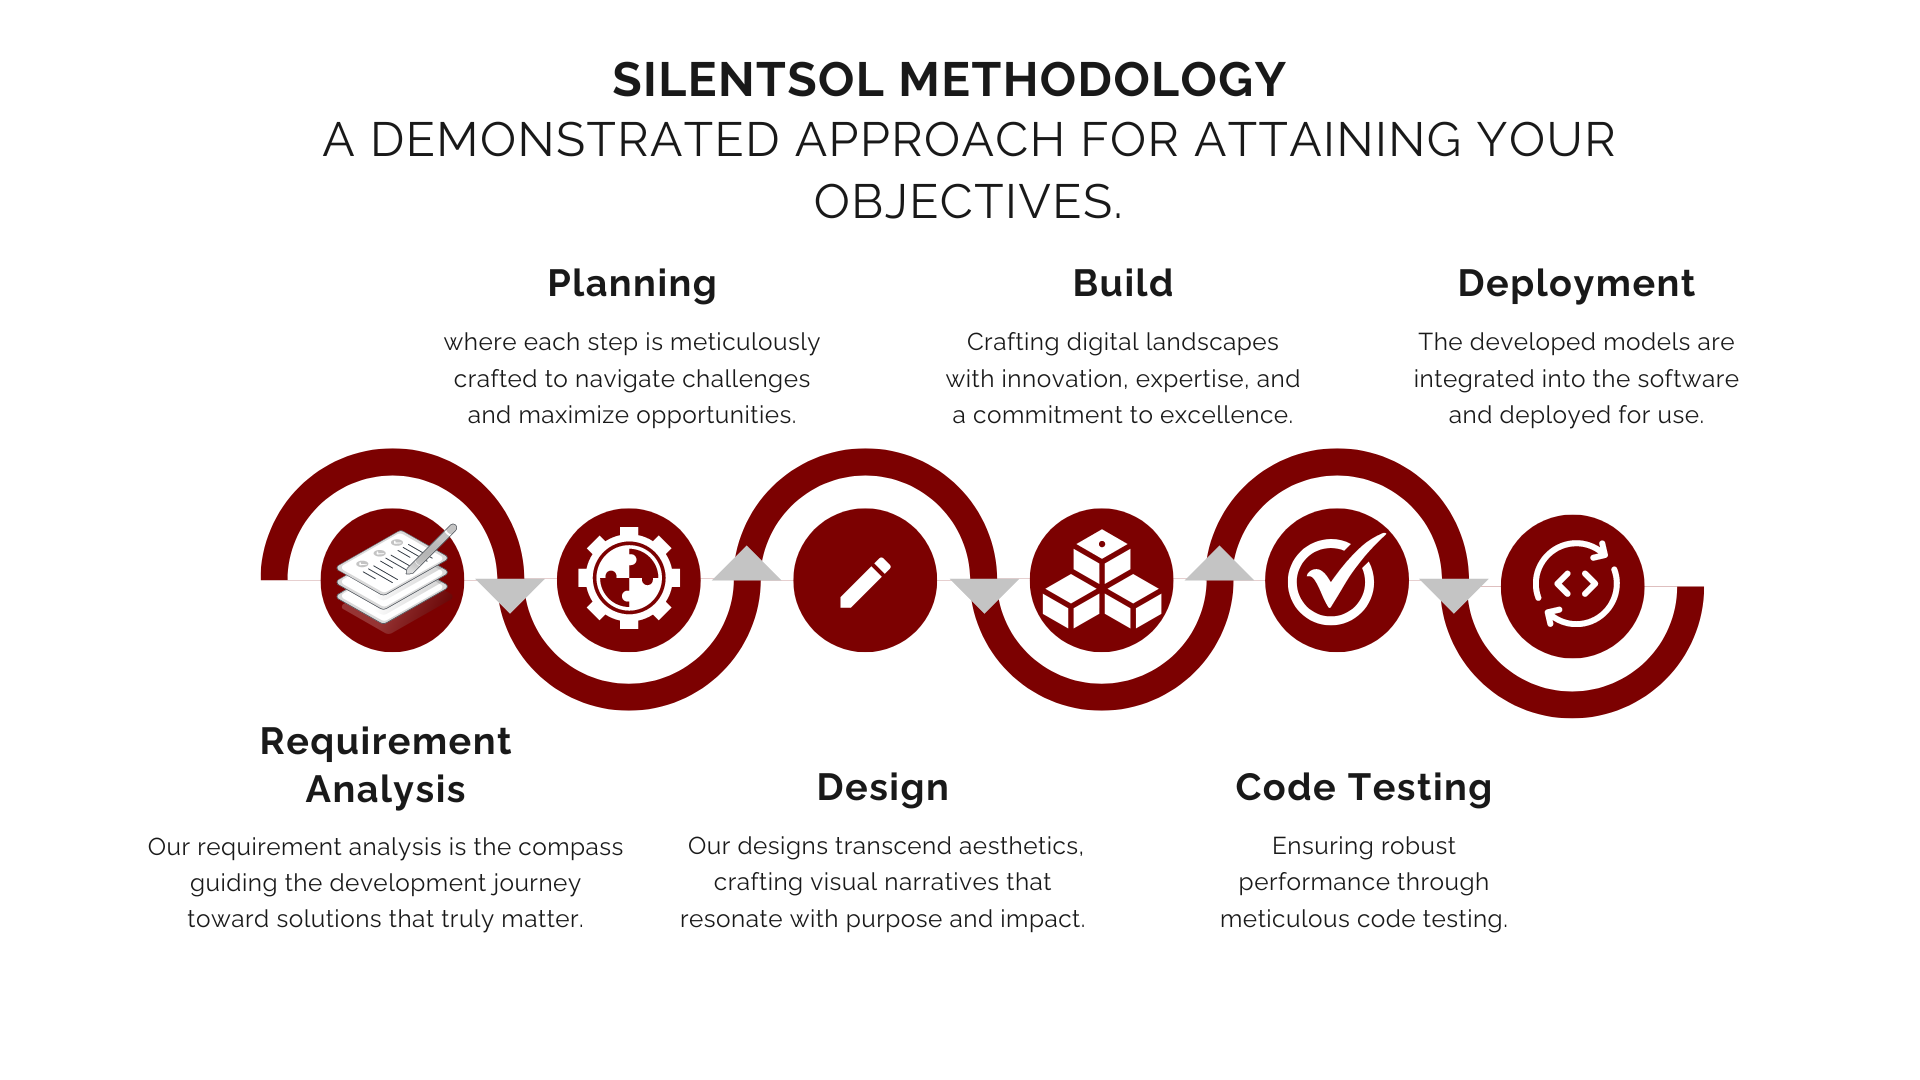 SILENTSOL METHODOLOGY
A DEMONSTRATED APPROACH FOR ATTAINING YOUR
OBJECTIVES.
Planning
where each step is meticulously
crafted to navigate challenges
and maximize opportunities.
Build
Crafting digital landscapes
with innovation, expertise, and
a commitment to excellence.
Deployment
The developed models are
integrated into the software
and deployed for use.
Requirement
Analysis
Our requirement analysis is the compass
guiding the development journey
toward solutions that truly matter.
Design
Our designs transcend aesthetics,
crafting visual narratives that
resonate with purpose and impact.
Code Testing
Ensuring robust
performance through
meticulous code testing.